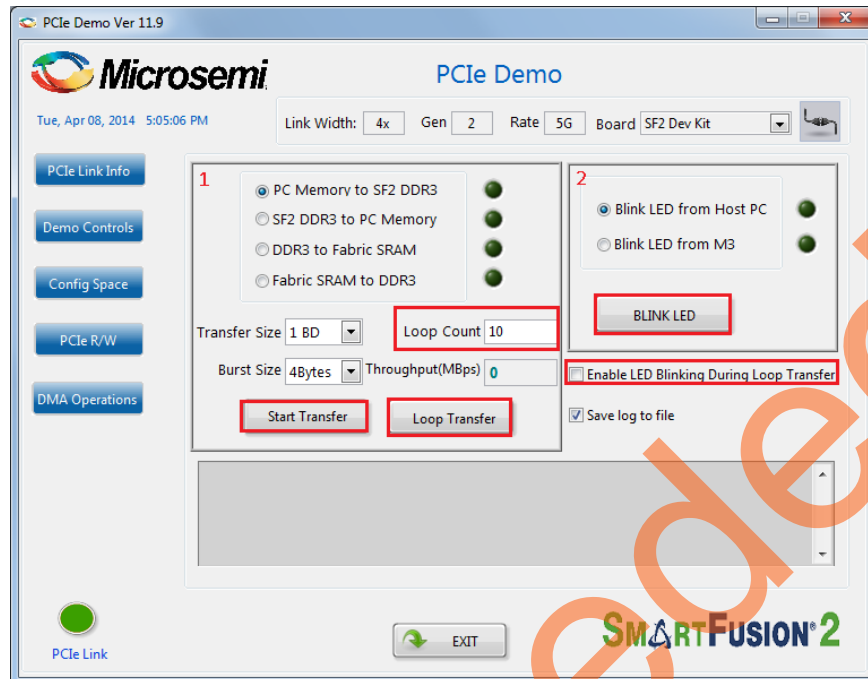 PCIe Demo Ver 11.9
Microsemi
PCIe Demo
Tue, Apr 08, 2014 5:05:06 PM
Link Width: 4x Gen 2 Rate 5G Board SF2 Dev Kit
PCIe Link Info
Demo Controls
Config Space
PCIe R/W
DMA Operations
1
PC Memory to SF2 DDR3
SF2 DDR3 to PC Memory
DDR3 to Fabric SRAM
Fabric SRAM to DDR3
Transfer Size 1 BD Loop Count 10
Burst Size 4Bytes Throughput(MBps) 0
Start Transfer Loop Transfer
2
Blink LED from Host PC
Blink LED from M3
BLINK LED
Enable LED Blinking During Loop Transfer
Save log to file
PCIe Link
EXIT
SMARTFUSION® 2